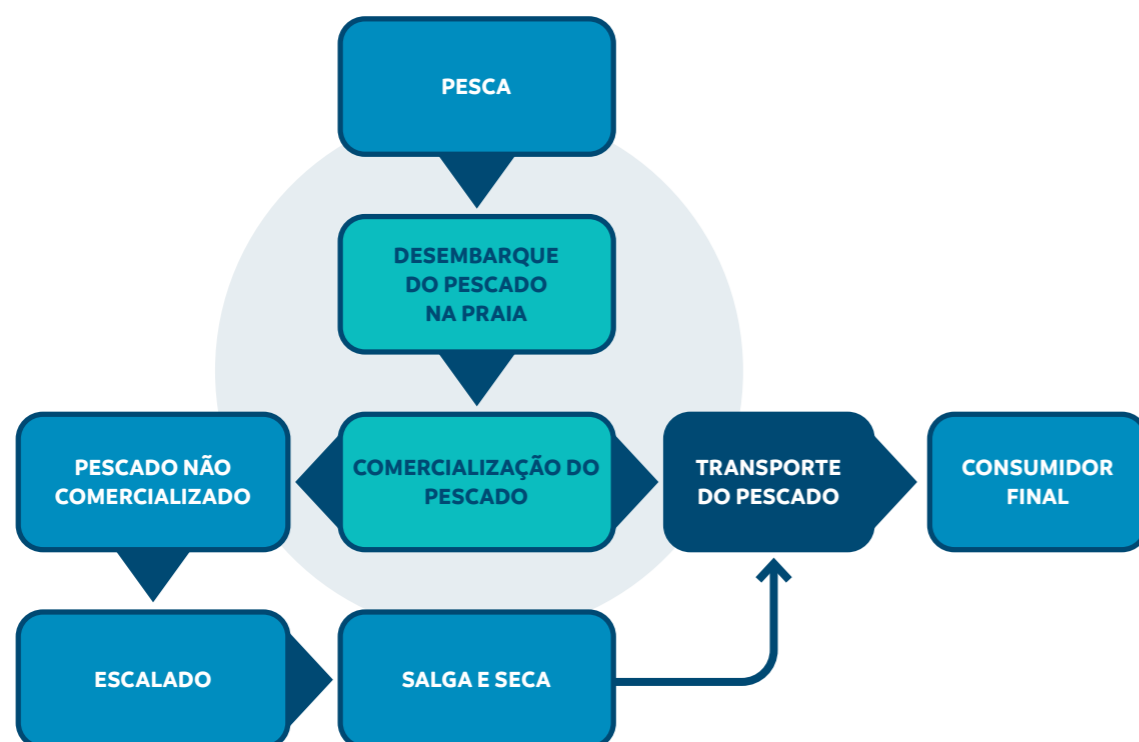 PESCA
DESEMBARQUE
DO PESCADO
NA PRAIA
PESCADO NÃO
COMERCIALIZADO
COMERCIALIZAÇÃO DO
PESCADO
TRANSPORTE
DO PESCADO
CONSUMIDOR
FINAL
ESCALADO
SALGA E SECA